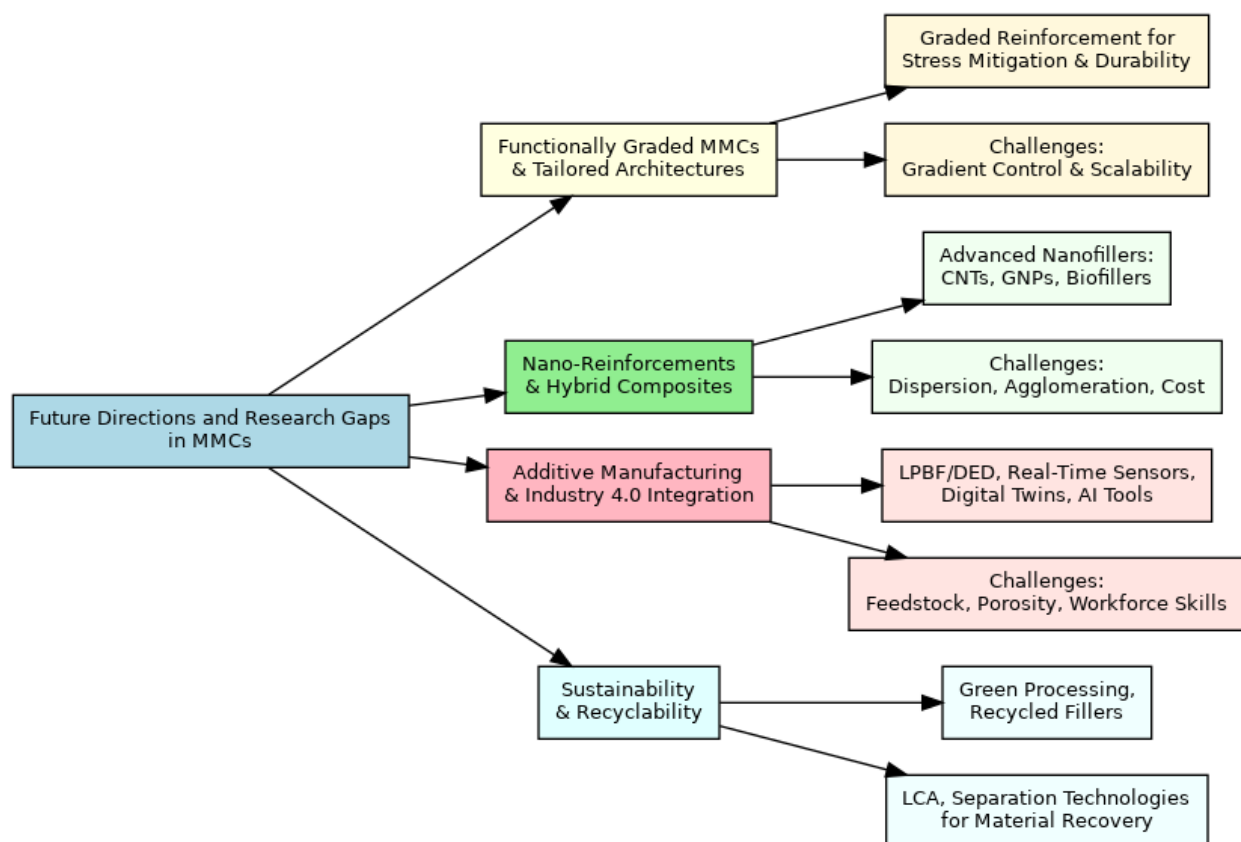 Future Directions and Research Gaps
in MMCs
Functionally Graded MMCs
& Tailored Architectures
Graded Reinforcement for
Stress Mitigation & Durability
Challenges:
Gradient Control & Scalability
Nano-Reinforcements
& Hybrid Composites
Advanced Nanofillers:
CNTs, GNPs, Biofillers
Challenges:
Dispersion, Agglomeration, Cost
Additive Manufacturing
& Industry 4.0 Integration
LPBF/DED, Real-Time Sensors,
Digital Twins, AI Tools
Challenges:
Feedstock, Porosity, Workforce Skills
Sustainability
& Recyclability
Green Processing,
Recycled Fillers
LCA, Separation Technologies
for Material Recovery